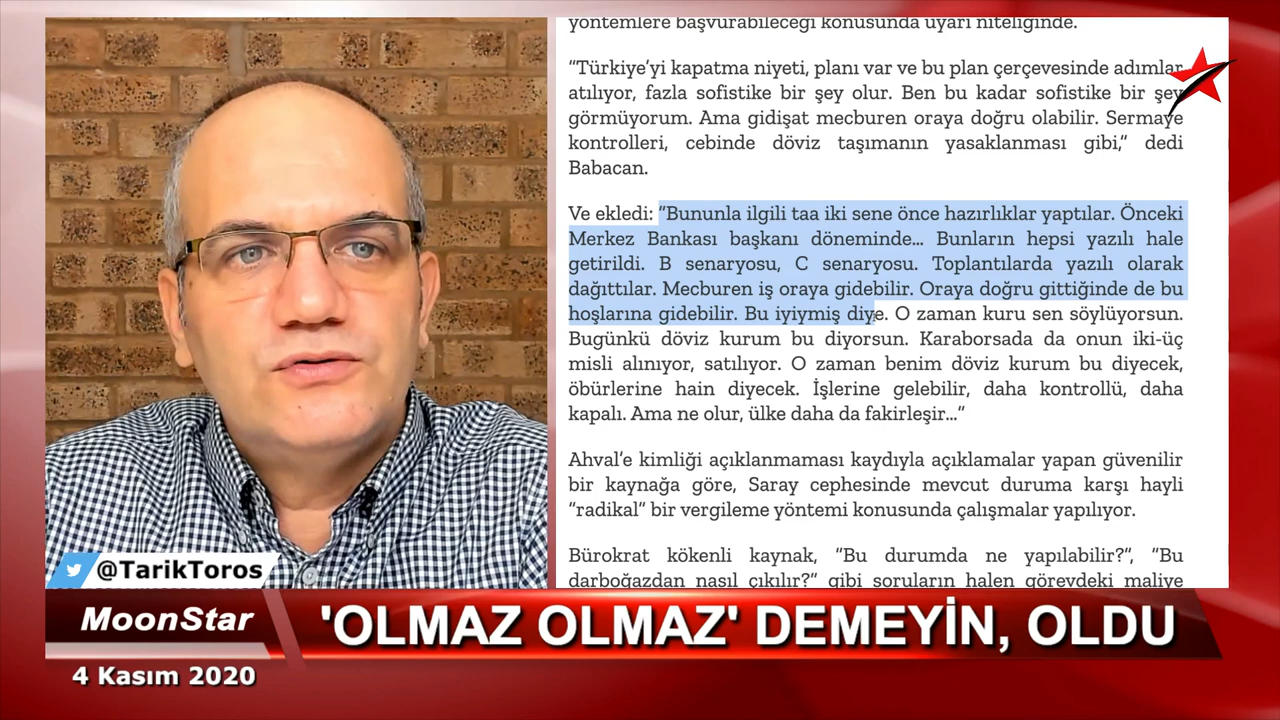 yöntemlere başvurabileceği konusunda uyarı niteliğinde.
“Türkiye’yi kapatma niyeti, planı var ve bu plan çerçevesinde adımlar
atılıyor, fazla sofistike bir şey olur. Ben bu kadar sofistike bir şey
görmüyorum. Ama gidişat mecburen oraya doğru olabilir. Sermaye
kontrolleri, cebinde döviz taşımanın yasaklanması gibi,“ dedi
Babacan.
Ve ekledi: “Bununla ilgili taa iki sene önce hazırlıklar yaptılar. Önceki
Merkez Bankası başkanı döneminde… Bunların hepsi yazılı hale
getirildi. B senaryosu, C senaryosu. Toplantılarda yazılı olarak
dağıttılar. Mecburen iş oraya gidebilir. Oraya doğru gittiğinde de bu
hoşlarına gidebilir. Bu iyiymiş diye. O zaman kuru sen söylüyorsun.
Bugünkü döviz kurum bu diyorsun. Karaborsada da onun iki-üç
misli alınıyor, satılıyor. O zaman benim döviz kurum bu diyecek,
öbürlerine hain diyecek. İşlerine gelebilir, daha kontrollü, daha
kapalı. Ama ne olur, ülke daha da fakirleşir…”
Ahval’e kimliği açıklanmaması kaydıyla açıklamalar yapan güvenilir
bir kaynağa göre, Saray cephesinde mevcut duruma karşı hayli
“radikal” bir vergileme yöntemi konusunda çalışmalar yapılıyor.
Bürokrat kökenli kaynak, “Bu durumda ne yapılabilir?“, “Bu
darboğazdan nasıl çıkılır?” gibi soruların halen görevdeki maliye
@TarikToros
MoonStar
'OLMAZ OLMAZ' DEMEYİN, OLDU
4 Kasım 2020